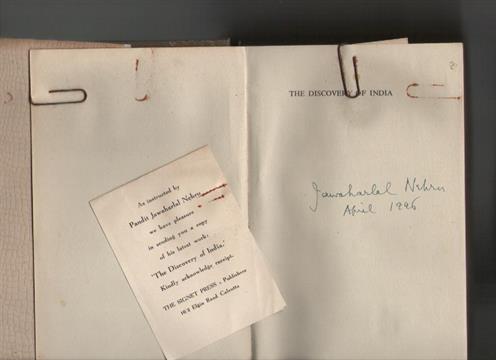 As instructed by
Pandit Jawaharlal Nehru
we have pleasure
in sending you a copy
of his latest work:
"The Discovery of India."
Kindly acknowledge receipt.
THE SIGNET PRESS : Publishers
10/2 Elgin Road Calcutta
THE DISCOVERY OF INDIA
Jawaharlal Nehru
April 1946